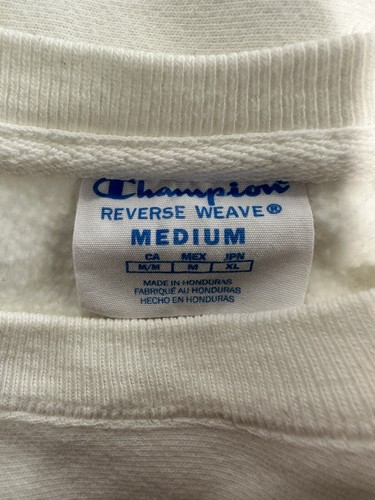 Champion
REVERSE WEAVE®
MEDIUM
CA MEX JPN
M/M M XL
MADE IN HONDURAS
FABRIQUÉ AU HONDURAS
HECHO EN HONDURAS